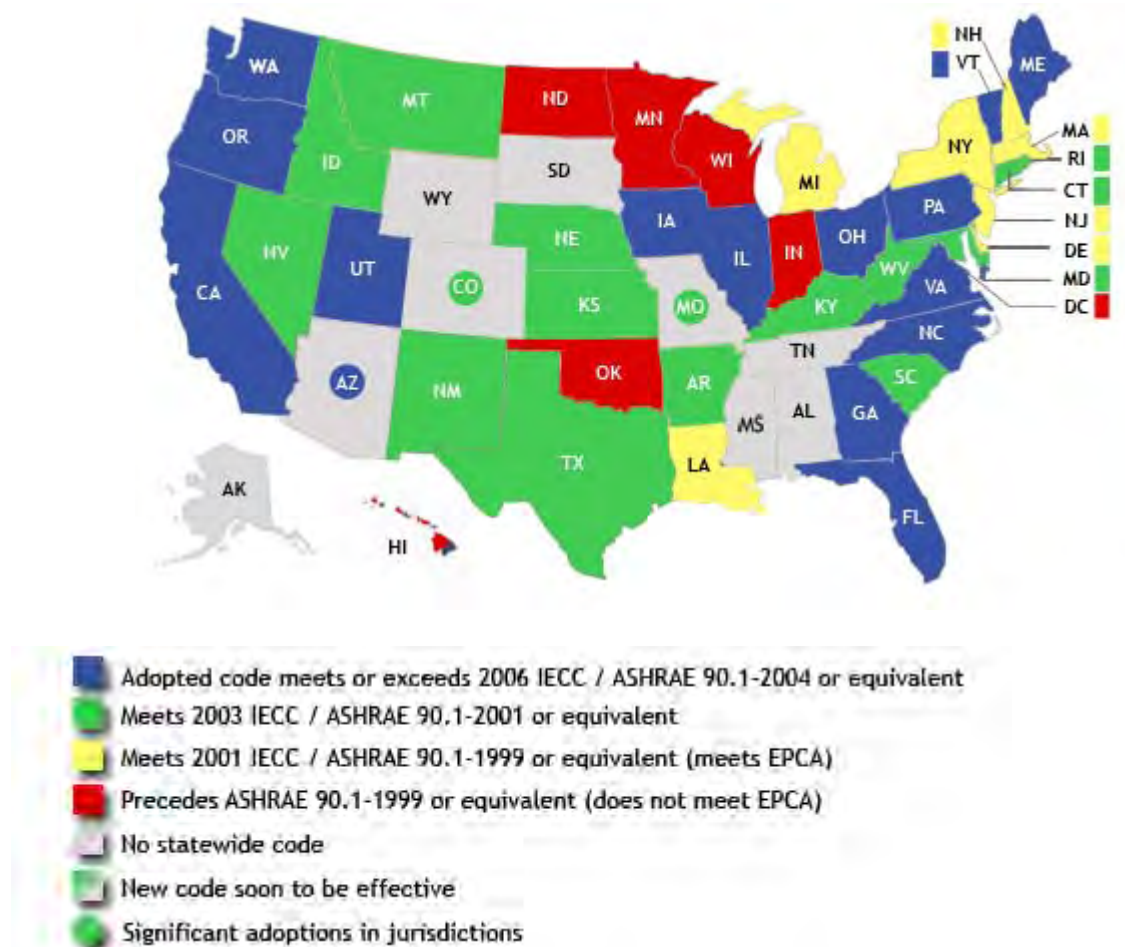 NH
VT
ME
WA
MT
ND
MN
OR
ID
SD
WI
NY
MA
RI
WY
MI
CT
IA
PA
NJ
NE
NV
UT
IL
IN
OH
DE
CA
CO
WV
VA
MD
KS
MO
KY
DC
NC
TN
AZ
NM
OK
AR
SC
MS
AL
GA
TX
LA
AK
FL
HI
Adopted code meets or exceeds 2006 IECC / ASHRAE 90.1-2004 or equivalent
Meets 2003 IECC / ASHRAE 90.1-2001 or equivalent
Meets 2001 IECC / ASHRAE 90.1-1999 or equivalent (meets EPCA)
Precedes ASHRAE 90.1-1999 or equivalent (does not meet EPCA)
No statewide code
New code soon to be effective
Significant adoptions in jurisdictions